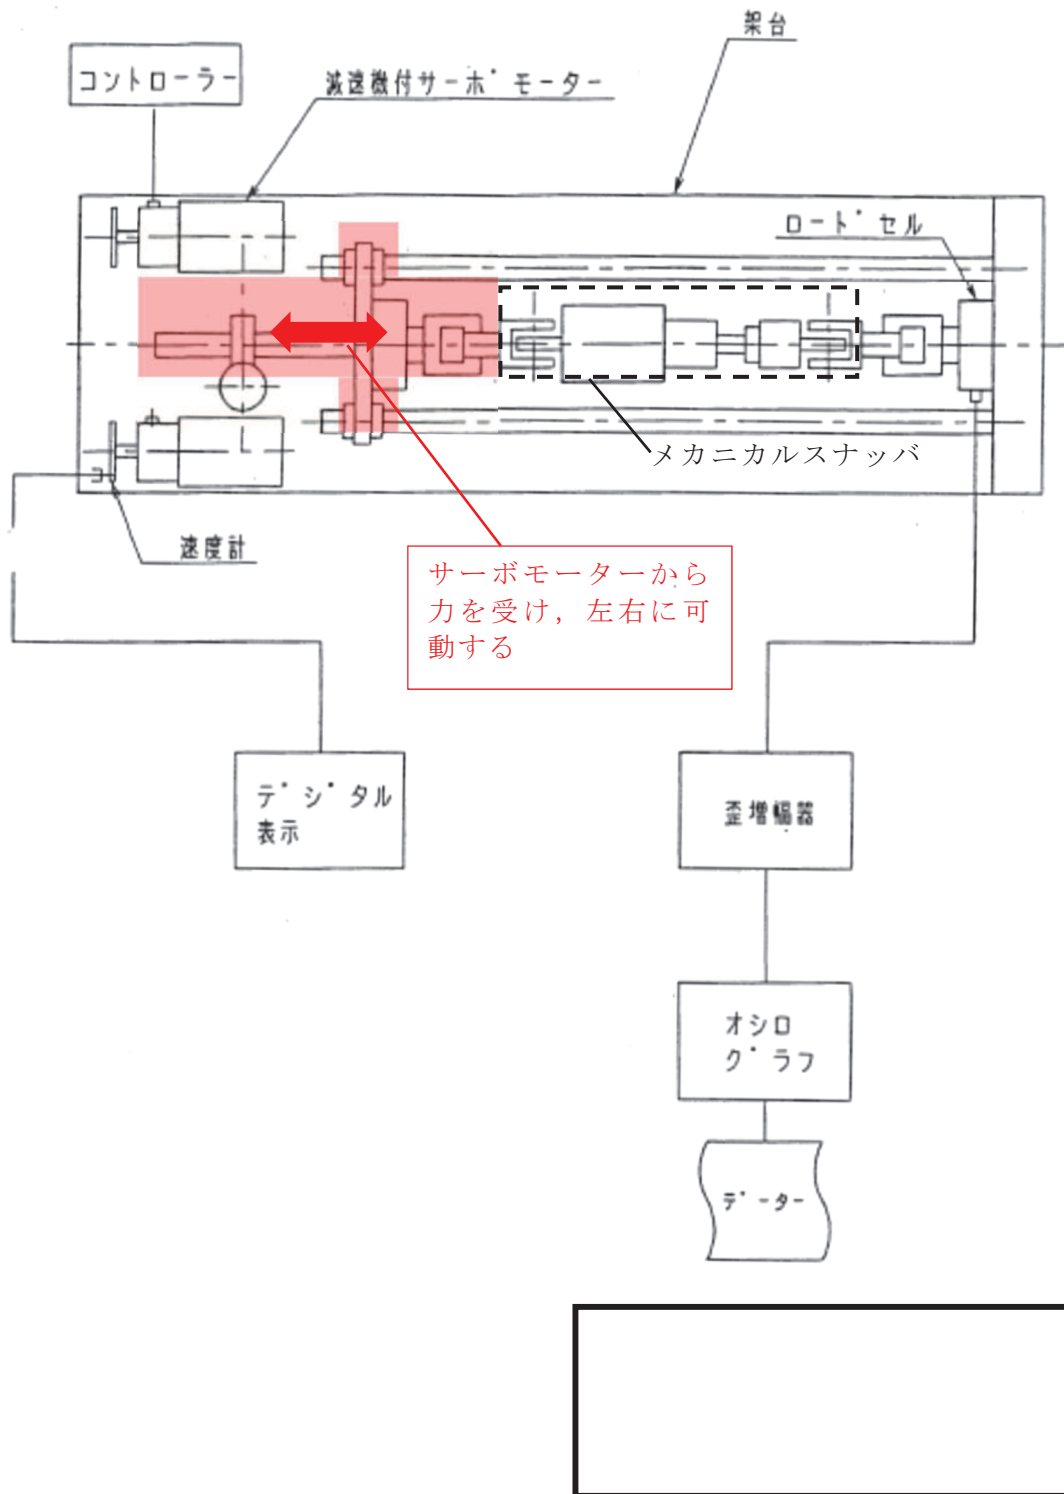 架台
コントローラー
減速機付サーボモーター
ロードセル
メカニカルスナッバ
速度計
サーボモーターから
力を受け，左右に可
動する
デジタル
表示
歪増幅器
オシロ
グラフ
データー